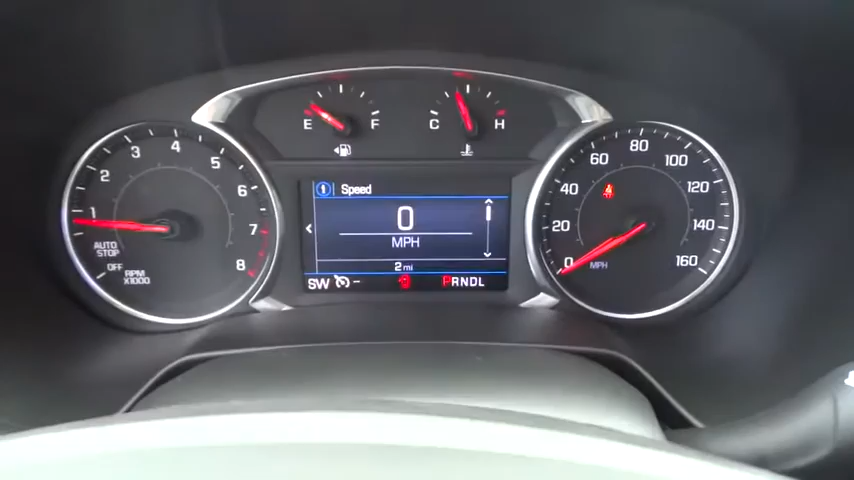 E F
C H
1 2 3 4 5 6 7 8
AUTO
STOP
OFF
RPM
X1000
1 Speed
0
MPH
2 mi
SW
PRNDL
0 20 40 60 80 100 120 140 160
MPH